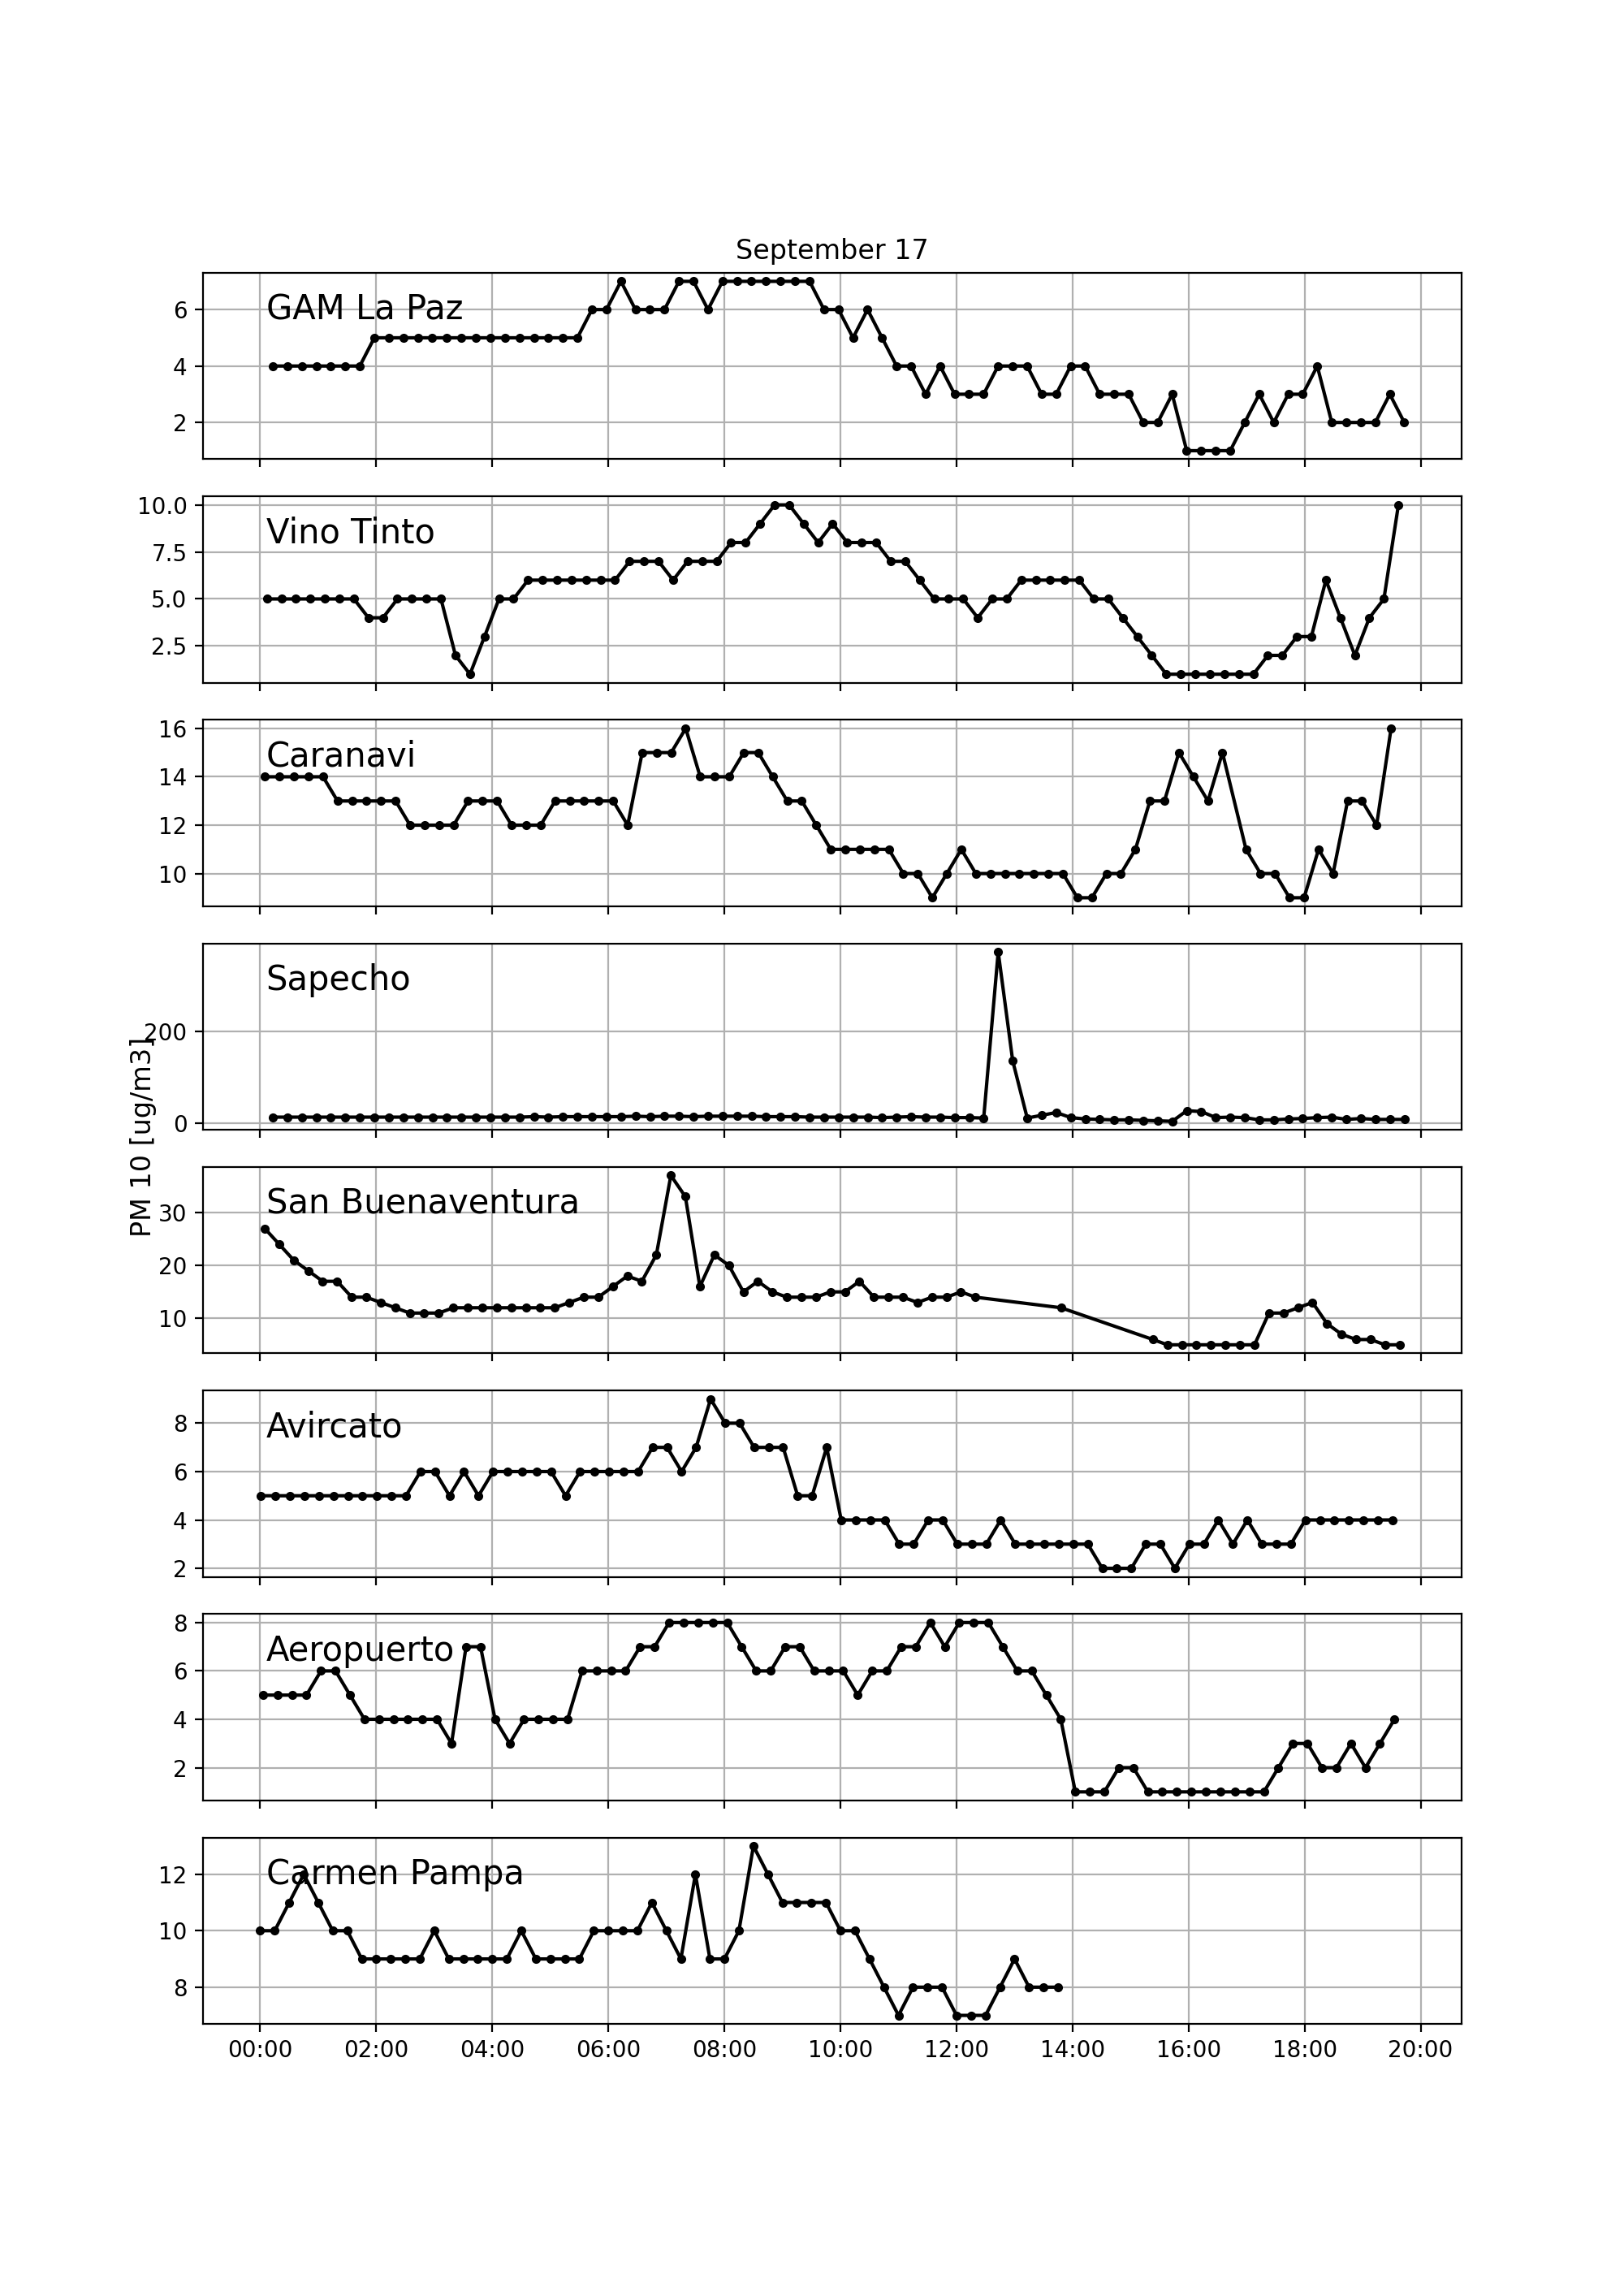 September 17
GAM La Paz
6
4
2
Vino Tinto
10.0
7.5
5.0
2.5
Caranavi
16
14
12
10
Sapecho
200
0
PM 10 [ug/m3]
San Buenaventura
30
20
10
Avircato
8
6
4
2
Aeropuerto
8
6
4
2
Carmen Pampa
12
10
8
00:00 02:00 04:00 06:00 08:00 10:00 12:00 14:00 16:00 18:00 20:00